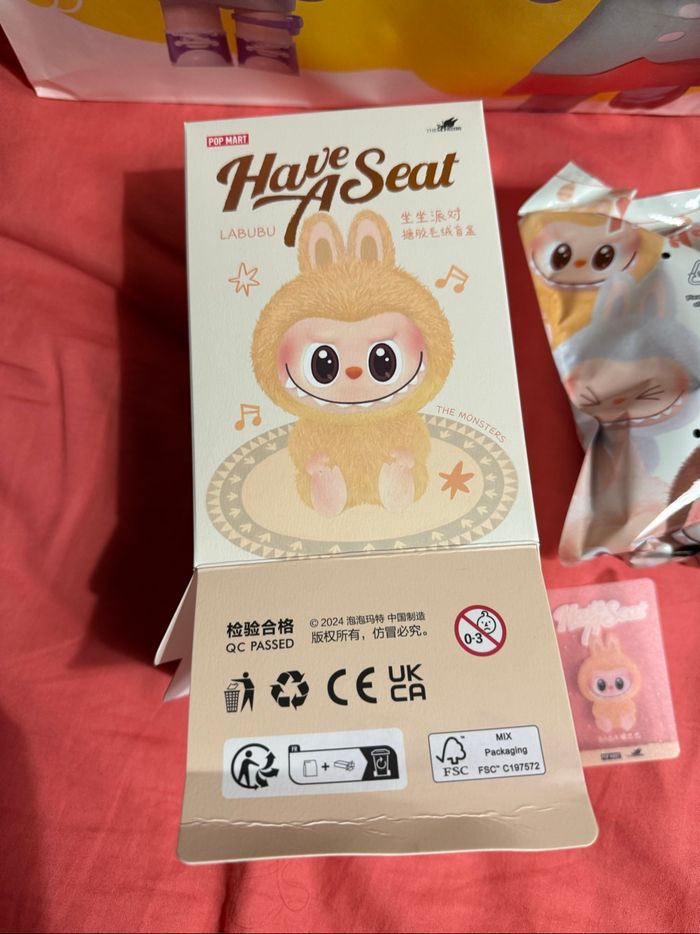 POP MART
Have A Seat
LABUBU
坐坐派对
搪胶毛绒盲盒
THE MONSTERS
检验合格
QC PASSED
© 2024 泡泡玛特 中国制造
版权所有，仿冒必究。
0-3
CE
UK
CA
FR
+
FSC
MIX
Packaging
FSC™ C197572
Have A Seat
POP MART